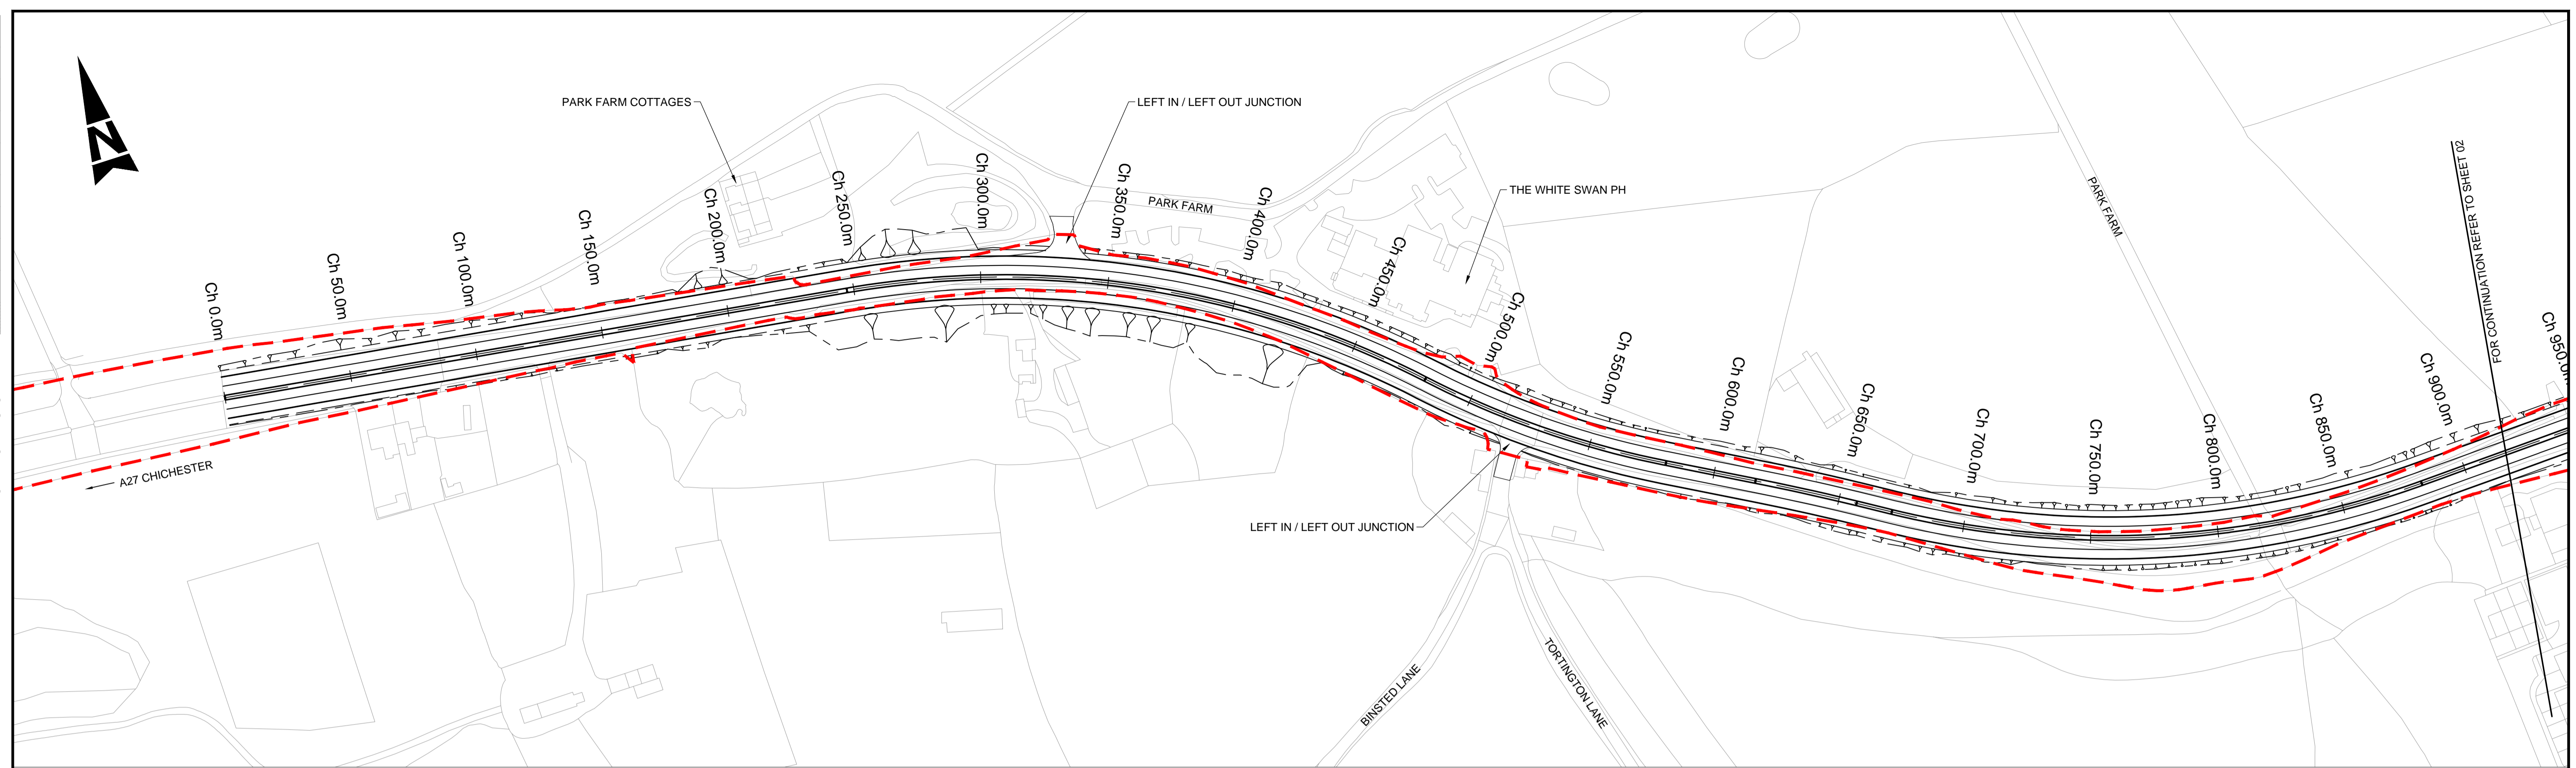 N
PARK FARM COTTAGES
LEFT IN / LEFT OUT JUNCTION
THE WHITE SWAN PH
PARK FARM
PARK FARM
FOR CONTINUATION REFER TO SHEET 02
Ch 0.0m
Ch 50.0m
Ch 100.0m
Ch 150.0m
Ch 200.0m
Ch 250.0m
Ch 300.0m
Ch 350.0m
Ch 400.0m
Ch 450.0m
Ch 500.0m
Ch 550.0m
Ch 600.0m
Ch 650.0m
Ch 700.0m
Ch 750.0m
Ch 800.0m
Ch 850.0m
Ch 900.0m
Ch 950.0m
A27 CHICHESTER
LEFT IN / LEFT OUT JUNCTION
BINSTED LANE
TORTINGTON LANE